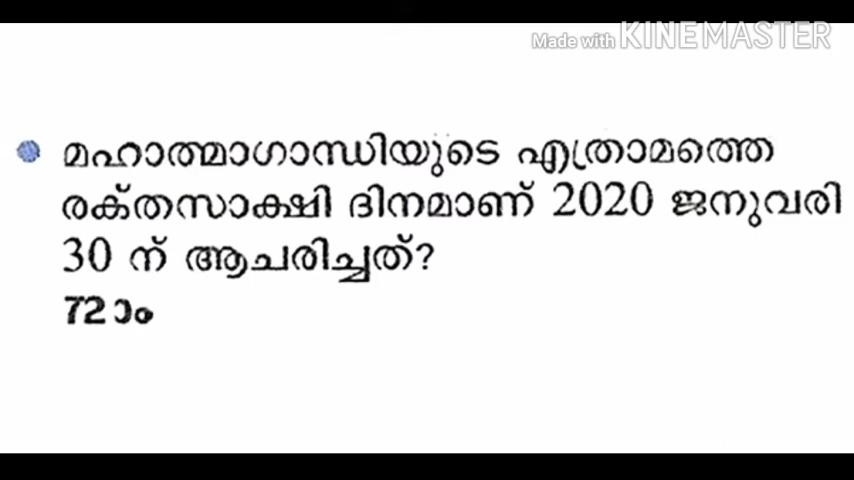 Made with KINEMASTER
മഹാത്മാഗാന്ധിയുടെ എത്രാമത്തെ
രക്തസാക്ഷി ദിനമാണ് 2020 ജനുവരി
30 ന് ആചരിച്ചത്?
72ാം